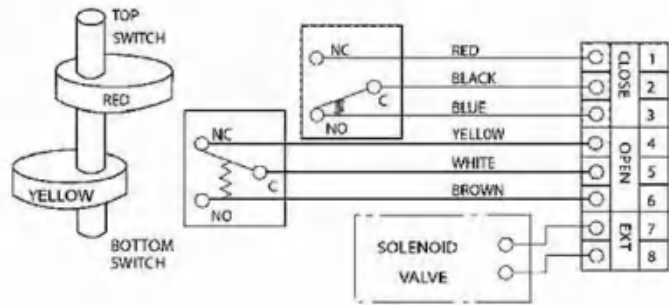 TOP
SWITCH
RED
YELLOW
BOTTOM
SWITCH
NC
C
NO
NC
C
NO
RED
BLACK
BLUE
YELLOW
WHITE
BROWN
SOLENOID
VALVE
CLOSE
OPEN
EXT
1
2
3
4
5
6
7
8